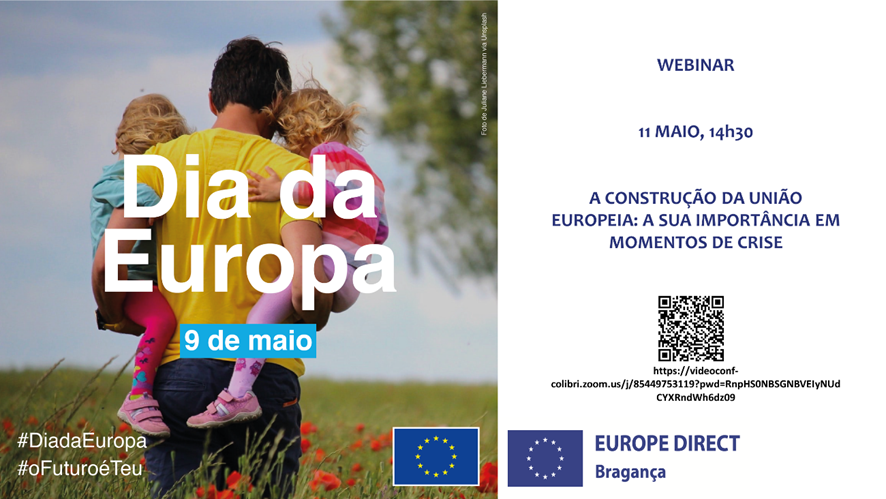 Foto de Juliane Liebermann via Unsplash
Dia da
Europa
9 de maio
#DiadaEuropa
#oFuturoéTeu
WEBINAR
11 MAIO, 14h30
A CONSTRUÇÃO DA UNIÃO
EUROPEIA: A SUA IMPORTÂNCIA EM
MOMENTOS DE CRISE
https://videoconf-
colibri.zoom.us/j/85449753119?pwd=RnpHS0NBSGNBVEIyNUd
CYXRndWh6dz09
EUROPE DIRECT
Bragança